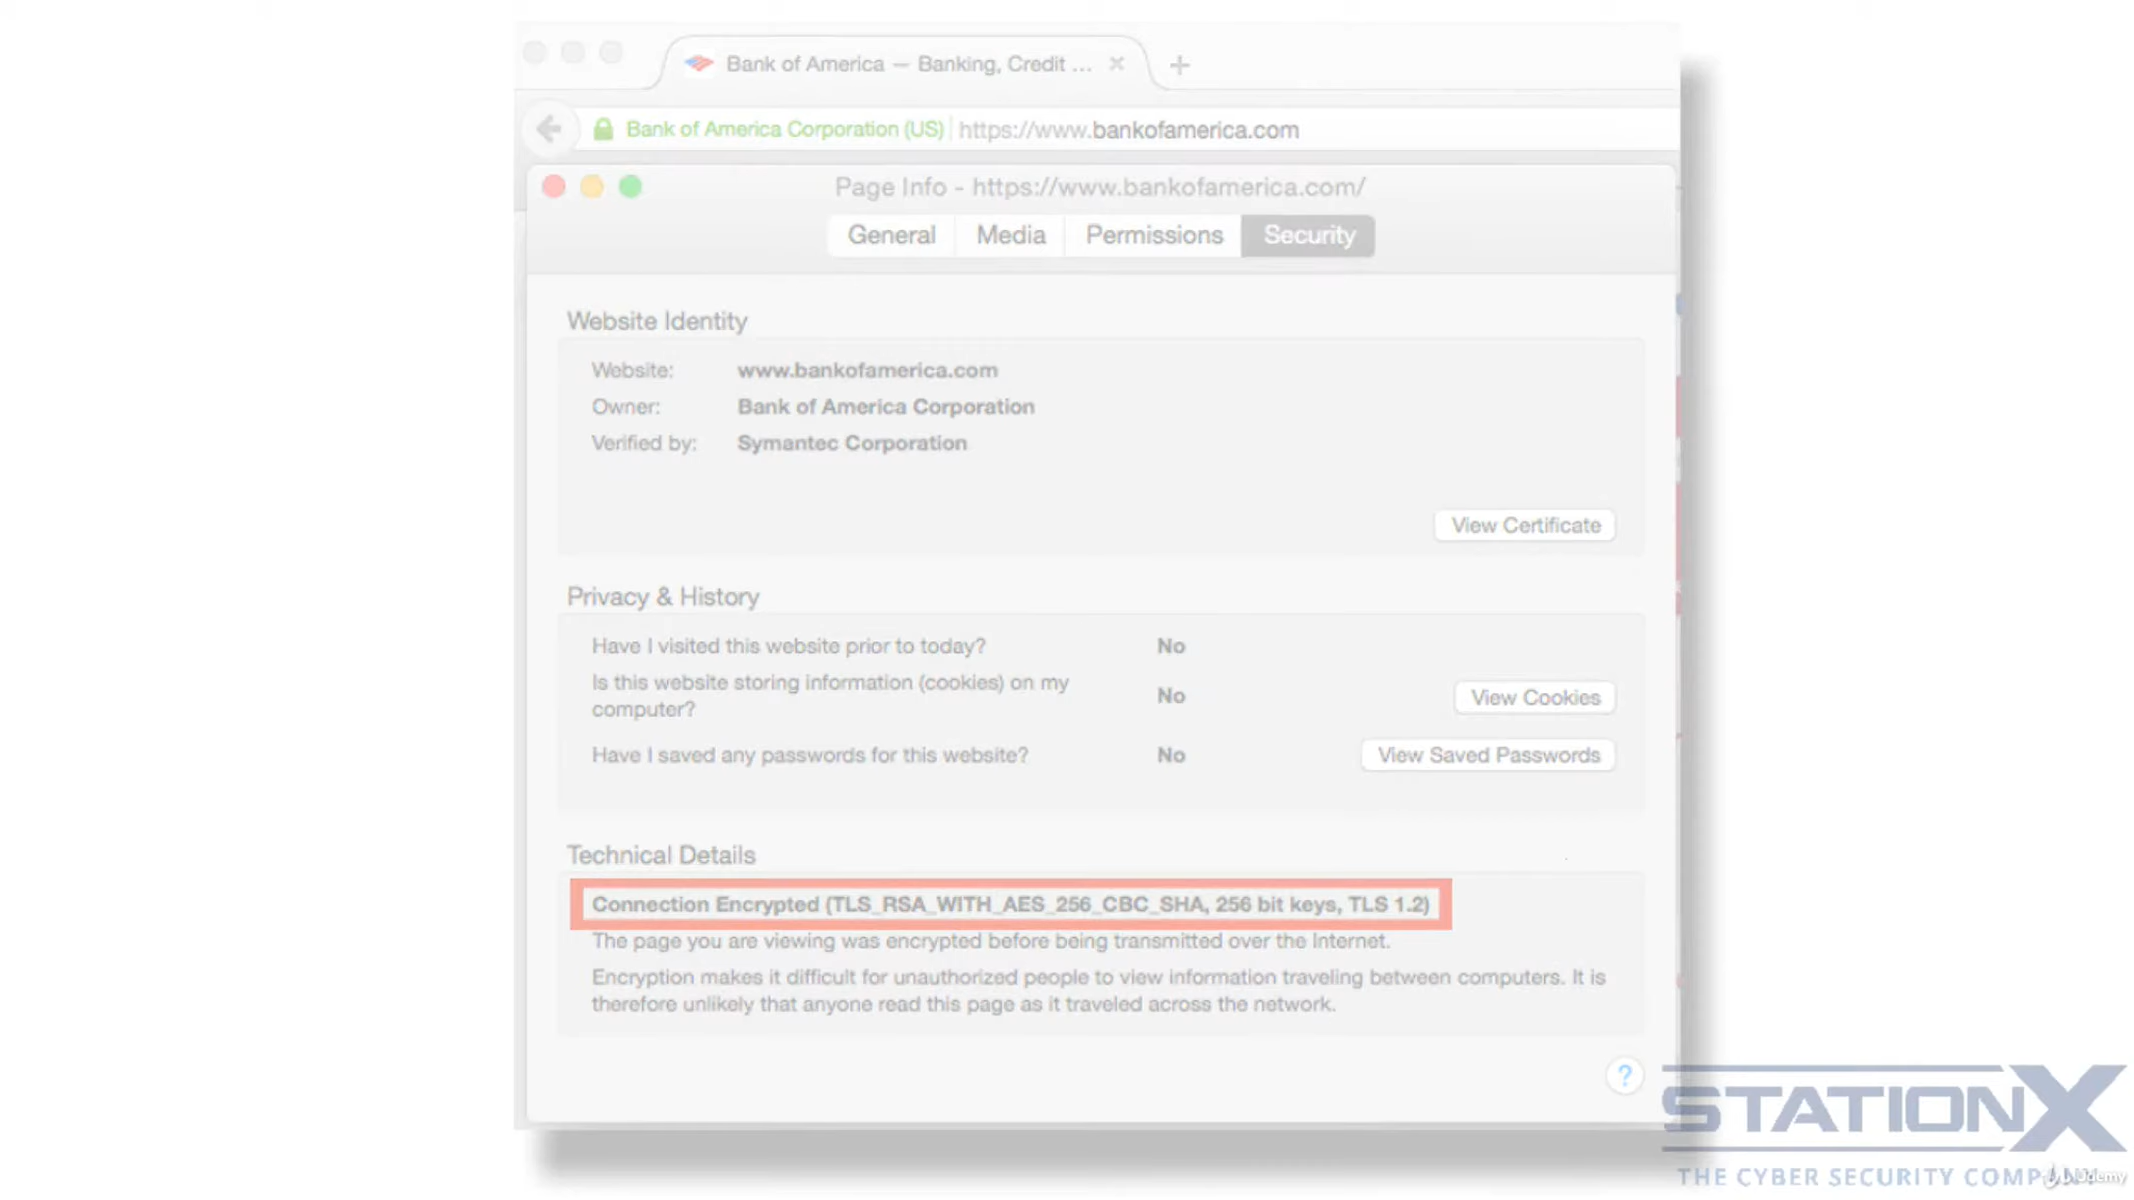 Bank of America — Banking, Credit ...
Bank of America Corporation (US) https://www.bankofamerica.com
Page Info - https://www.bankofamerica.com/
General Media Permissions Security
Website Identity
Website: www.bankofamerica.com
Owner: Bank of America Corporation
Verified by: Symantec Corporation
View Certificate
Privacy & History
Have I visited this website prior to today? No
Is this website storing information (cookies) on my
computer?
No
View Cookies
Have I saved any passwords for this website? No View Saved Passwords
Technical Details
Connection Encrypted (TLS_RSA_WITH_AES_256_CBC_SHA, 256 bit keys, TLS 1.2)
The page you are viewing was encrypted before being transmitted over the Internet.
Encryption makes it difficult for unauthorized people to view information traveling between computers. It is
therefore unlikely that anyone read this page as it traveled across the network.
?
STATIONX
THE CYBER SECURITY
Udemy